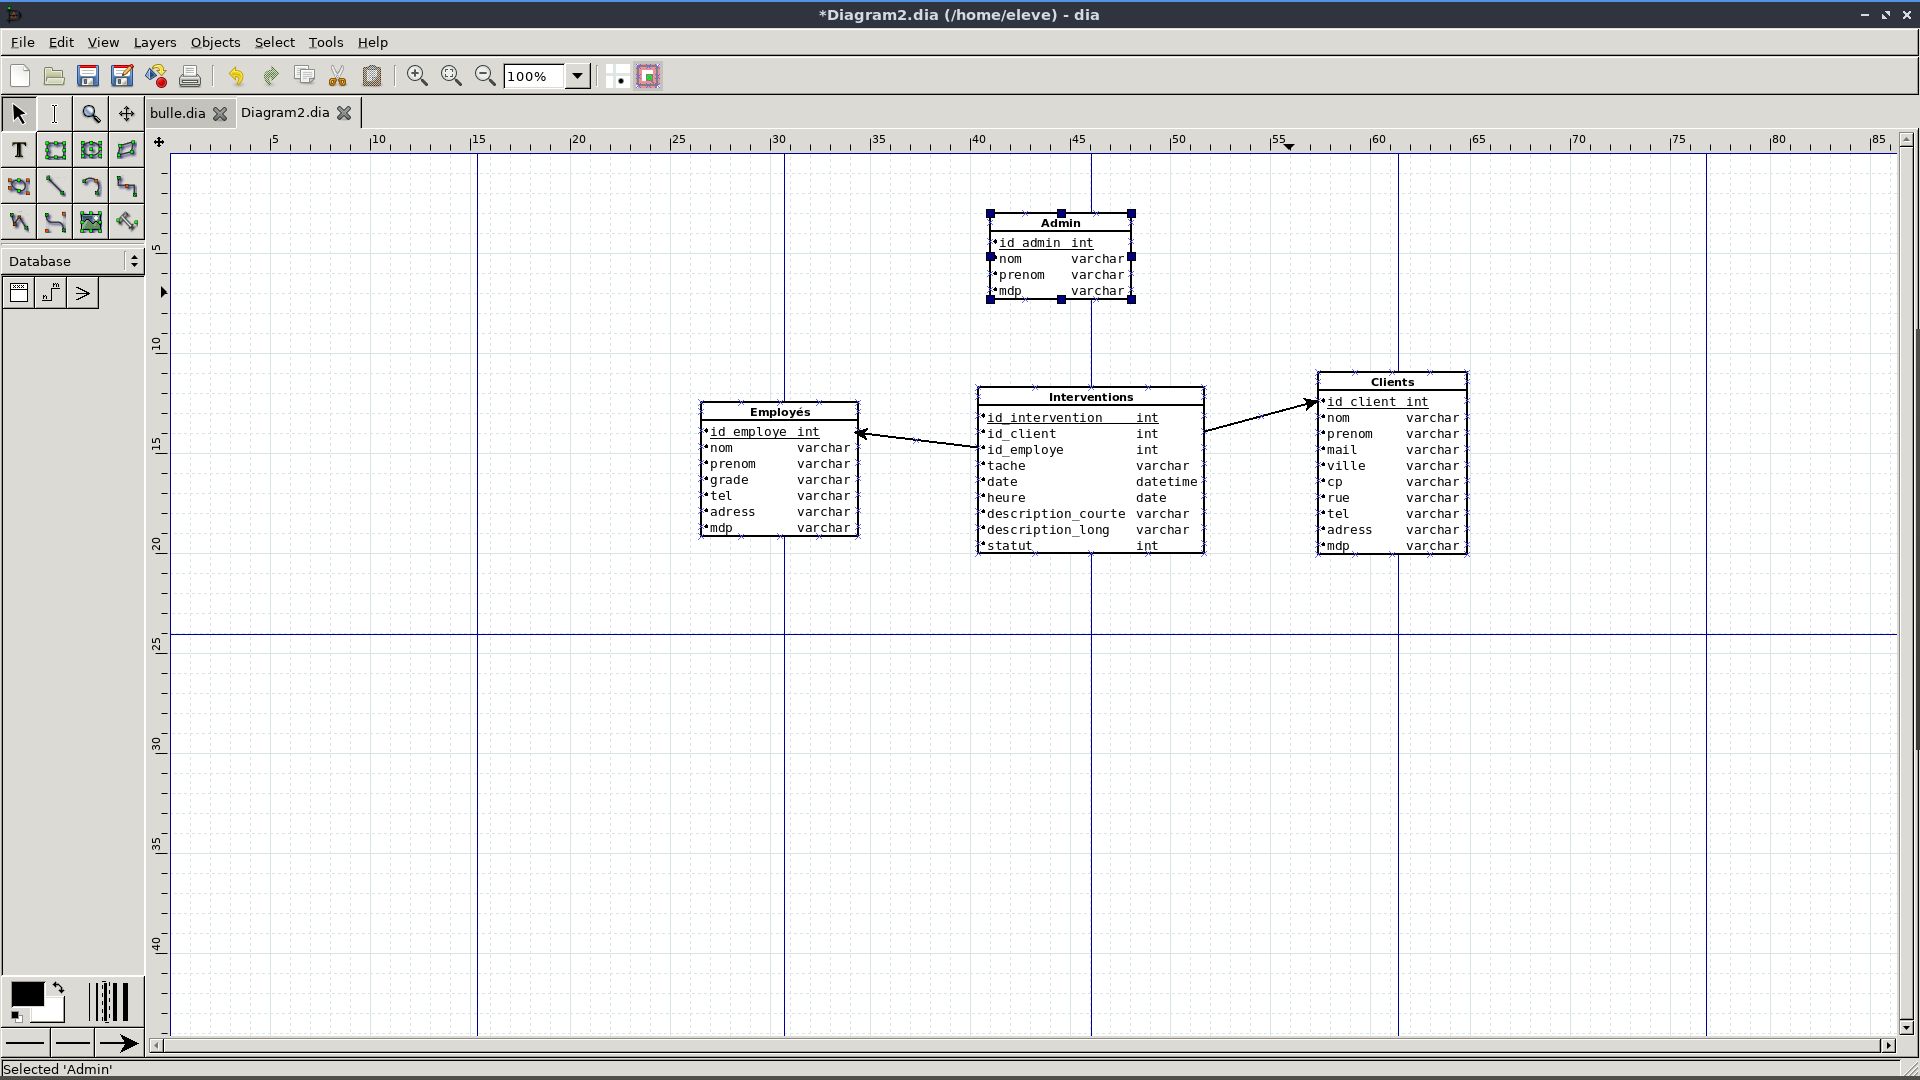 *Diagram2.dia (/home/eleve) - dia
File Edit View Layers Objects Select Tools Help
100%
bulle.dia Diagram2.dia
5 10 15 20 25 30 35 40 45 50 55 60 65 70 75 80 85
T
Database
5
10
15
20
25
30
35
40
Admin
id_admin int
nom varchar
prenom varchar
mdp varchar
Employés
id_employe int
nom varchar
prenom varchar
grade varchar
tel varchar
adress varchar
mdp varchar
Interventions
id_intervention int
id_client int
id_employe int
tache varchar
date datetime
heure date
description_courte varchar
description_long varchar
statut int
Clients
id_client int
nom varchar
prenom varchar
mail varchar
ville varchar
cp varchar
rue varchar
tel varchar
adress varchar
mdp varchar
Selected 'Admin'